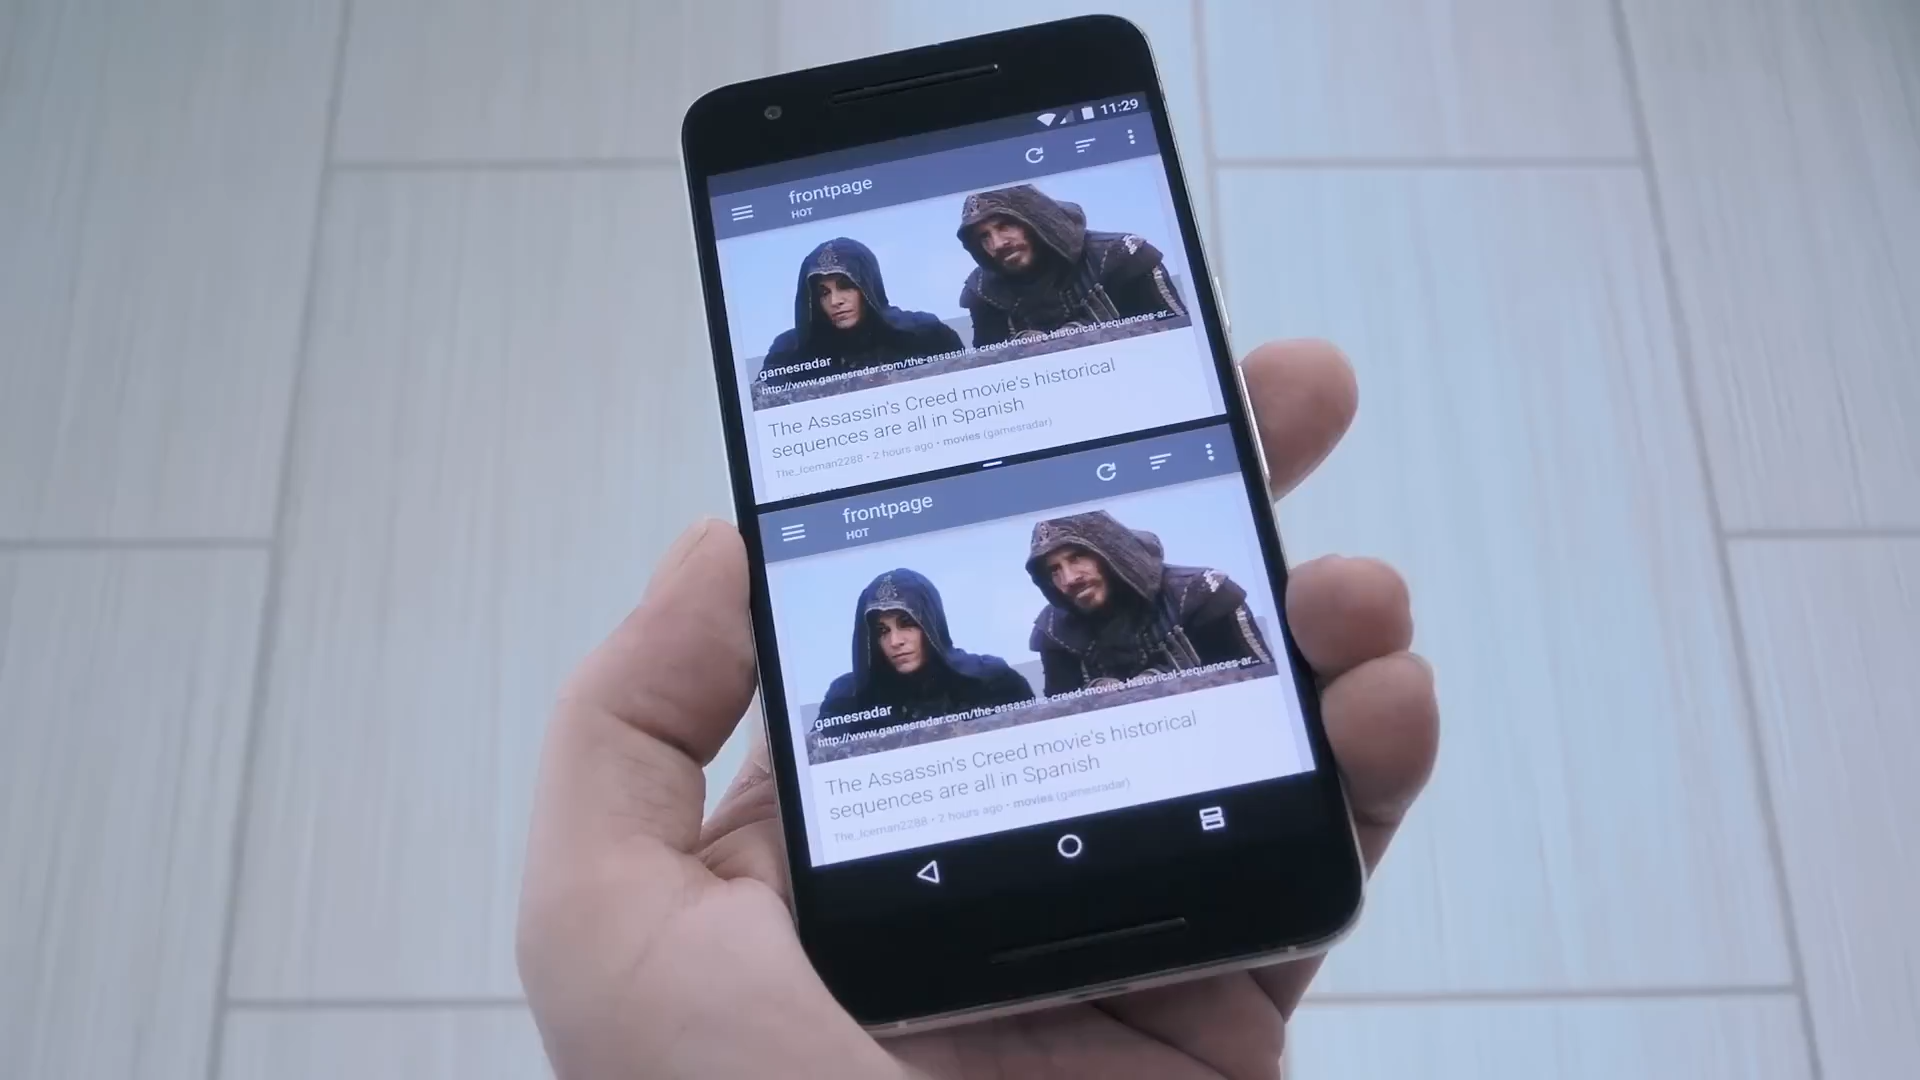 11:29
frontpage
HOT
gamesradar
http://www.gamesradar.com/the-assassins-creed-movies-historical-sequences-ar...
The Assassin's Creed movie's historical
sequences are all in Spanish
The_Iceman2288 • 2 hours ago • movies (gamesradar)
frontpage
HOT
gamesradar
http://www.gamesradar.com/the-assassins-creed-movies-historical-sequences-ar...
The Assassin's Creed movie's historical
sequences are all in Spanish
The_Iceman2288 • 2 hours ago • movies (gamesradar)